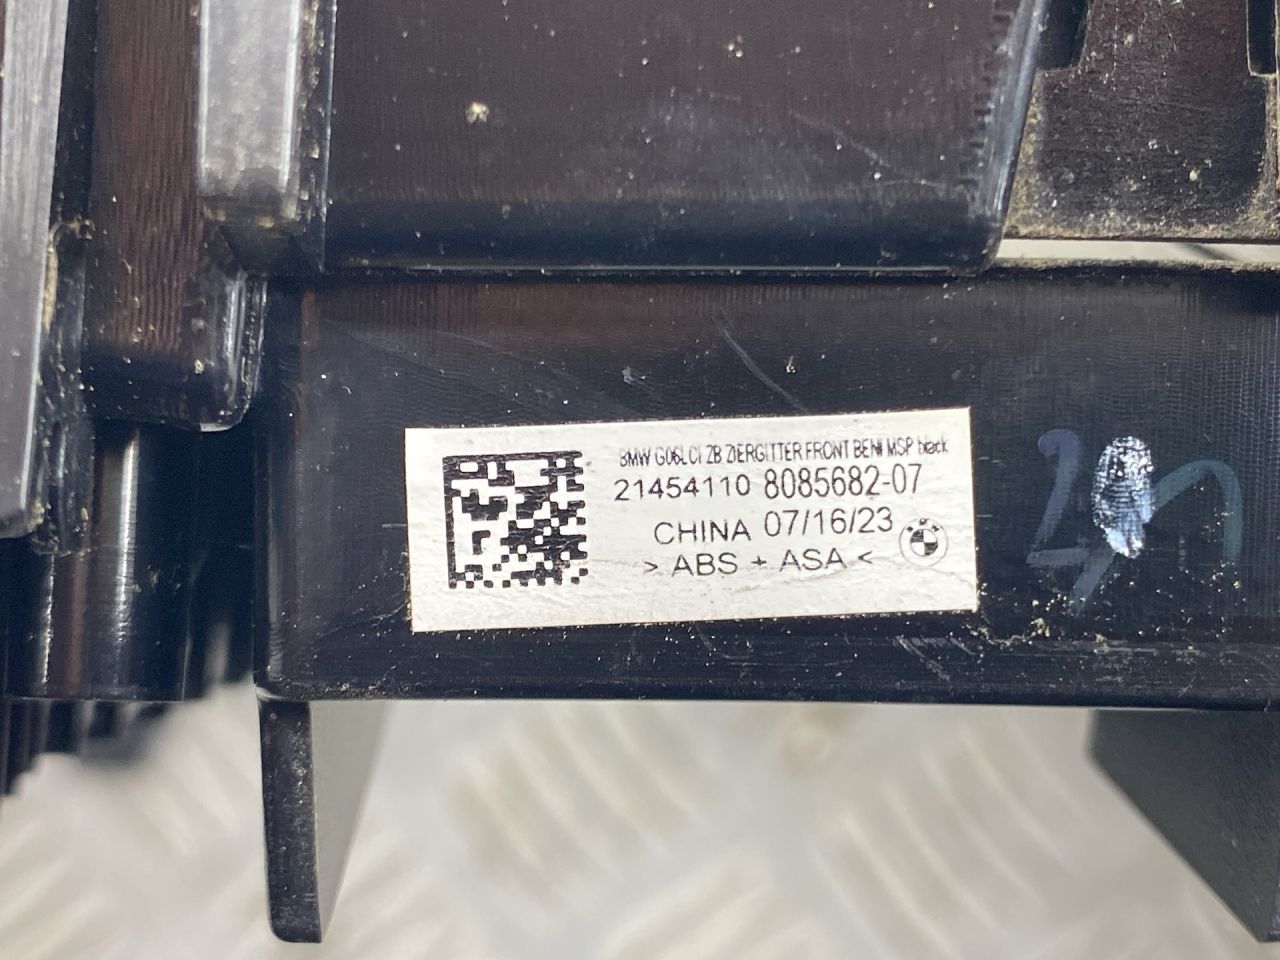 BMW G06LCI ZB ZIERGITTER FRONT BENI MSP black
21454110 8085682-07
CHINA 07/16/23
> ABS + ASA <